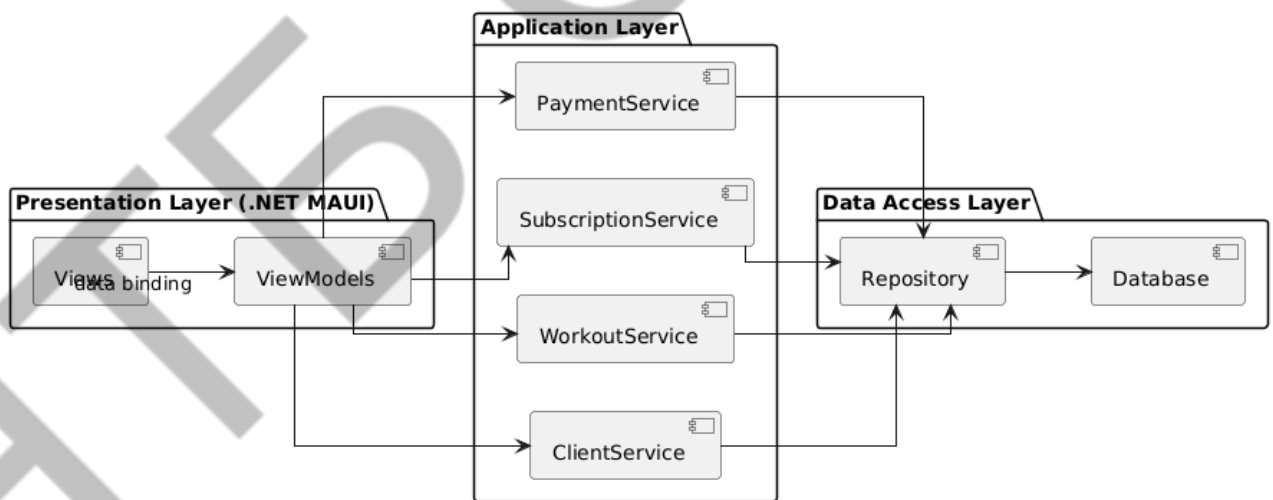 Application Layer
PaymentService
Presentation Layer (.NET MAUI)
SubscriptionService
Data Access Layer
Views
data binding
ViewModels
Repository
Database
WorkoutService
ClientService